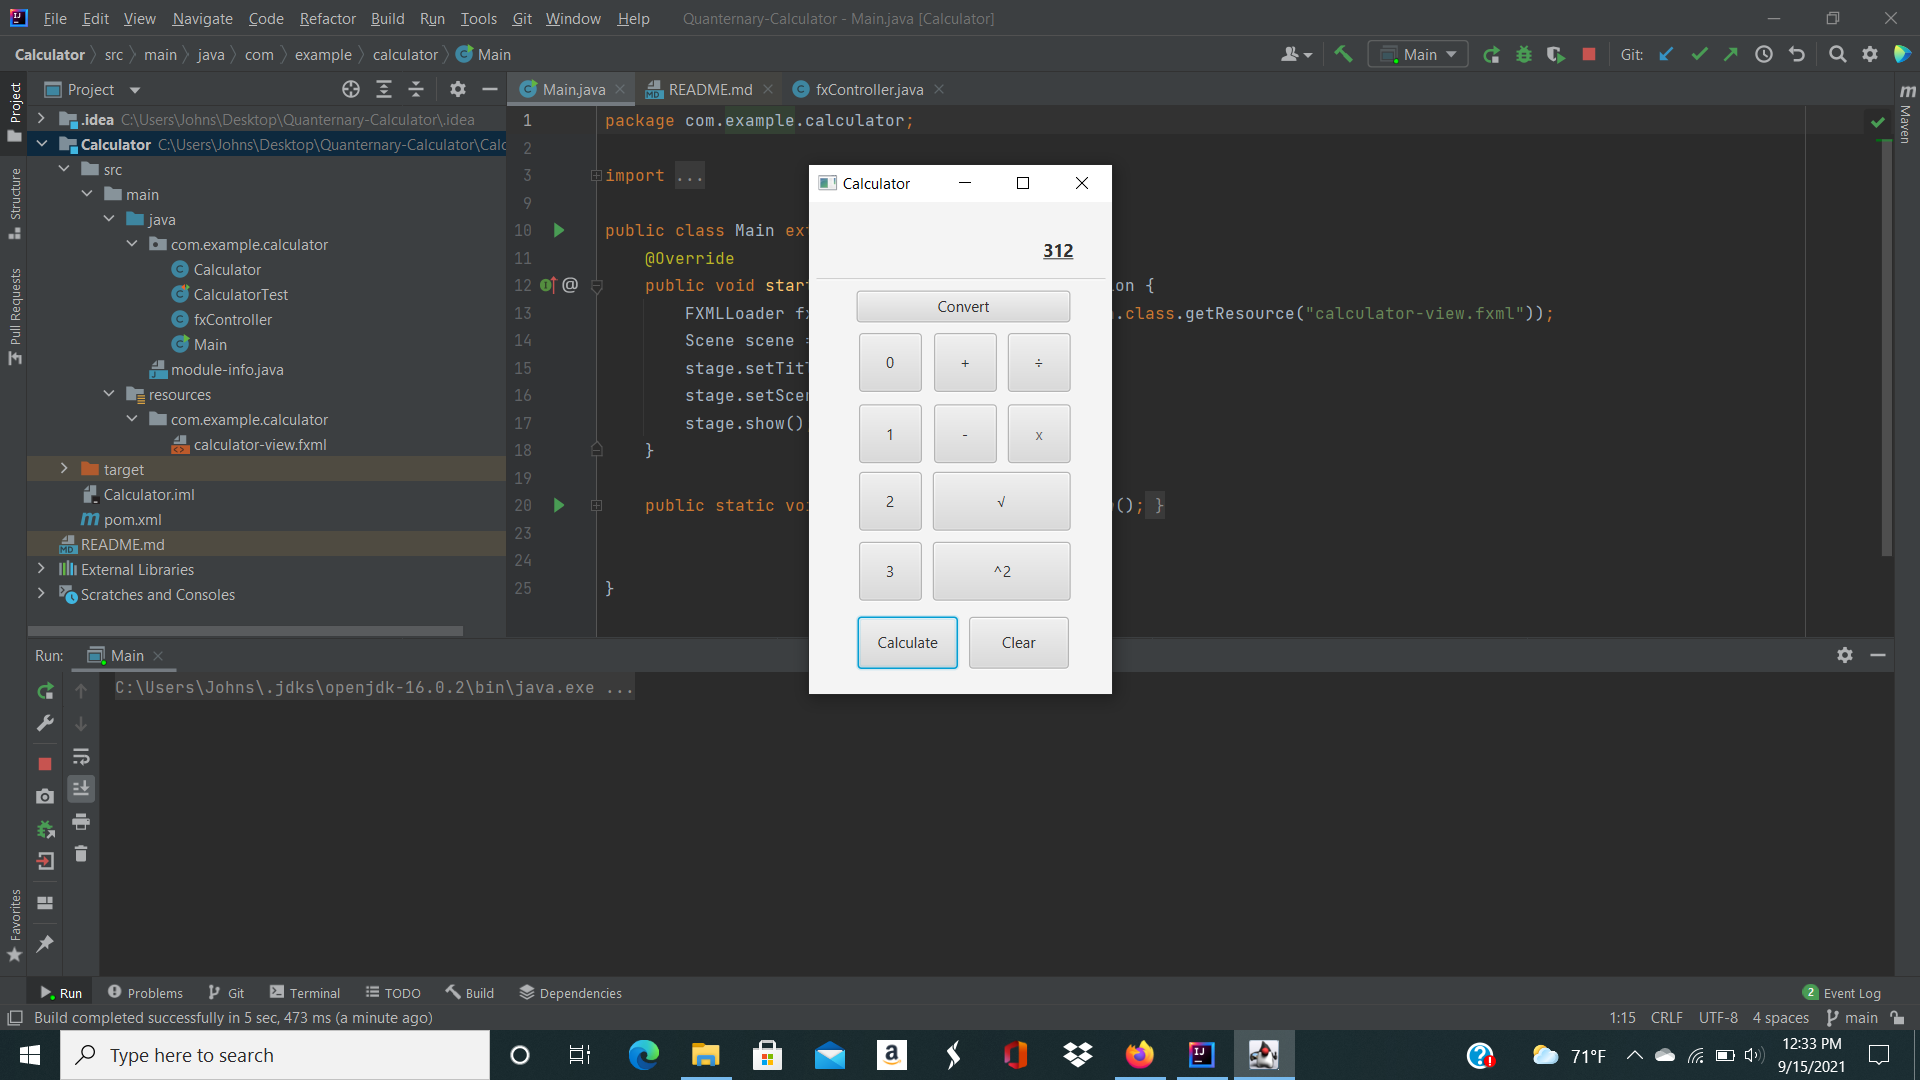 File Edit View Navigate Code Refactor Build Run Tools Git Window Help Quanternary-Calculator - Main.java [Calculator]
Calculator src main java com example calculator Main
Main Git:
Project
Main.java README.md fxController.java
.idea C:\Users\Johns\Desktop\Quanternary-Calculator\.idea
Calculator C:\Users\Johns\Desktop\Quanternary-Calculator\Calc
src
main
java
com.example.calculator
Calculator
CalculatorTest
fxController
Main
module-info.java
resources
com.example.calculator
calculator-view.fxml
target
Calculator.iml
pom.xml
README.md
External Libraries
Scratches and Consoles
Project
Structure
Pull Requests
Favorites
Maven
1 package com.example.calculator;
2
3 import ...
9
10 public class Main ext
11 @Override
12 public void start on {
13 FXMLLoader fx .class.getResource("calculator-view.fxml"));
14 Scene scene =
15 stage.setTitl
16 stage.setScen
17 stage.show()
18 }
19
20 public static voi (); }
23
24
25 }
Calculator
312
Convert
0 + ÷
1 - x
2 √
3 ^2
Calculate Clear
Run: Main
C:\Users\Johns\.jdks\openjdk-16.0.2\bin\java.exe ...
Run Problems Git Terminal TODO Build Dependencies 2 Event Log
Build completed successfully in 5 sec, 473 ms (a minute ago) 1:15 CRLF UTF-8 4 spaces main
Type here to search
71°F
12:33 PM
9/15/2021